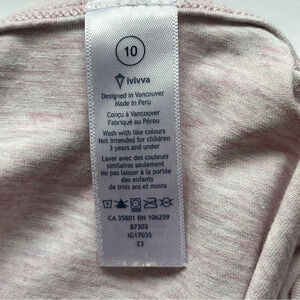 10
ivivva
Designed in Vancouver
Made in Peru
Conçu à Vancouver
Fabriqué au Pérou
Wash with like colours
Not intended for children
3 years and under
Laver avec des couleurs
similaires seulement
Ne pas laisser à la portée
des enfants
de trois ans et moins
CA 35801 RN 106259
87303
IG1703S
Z3